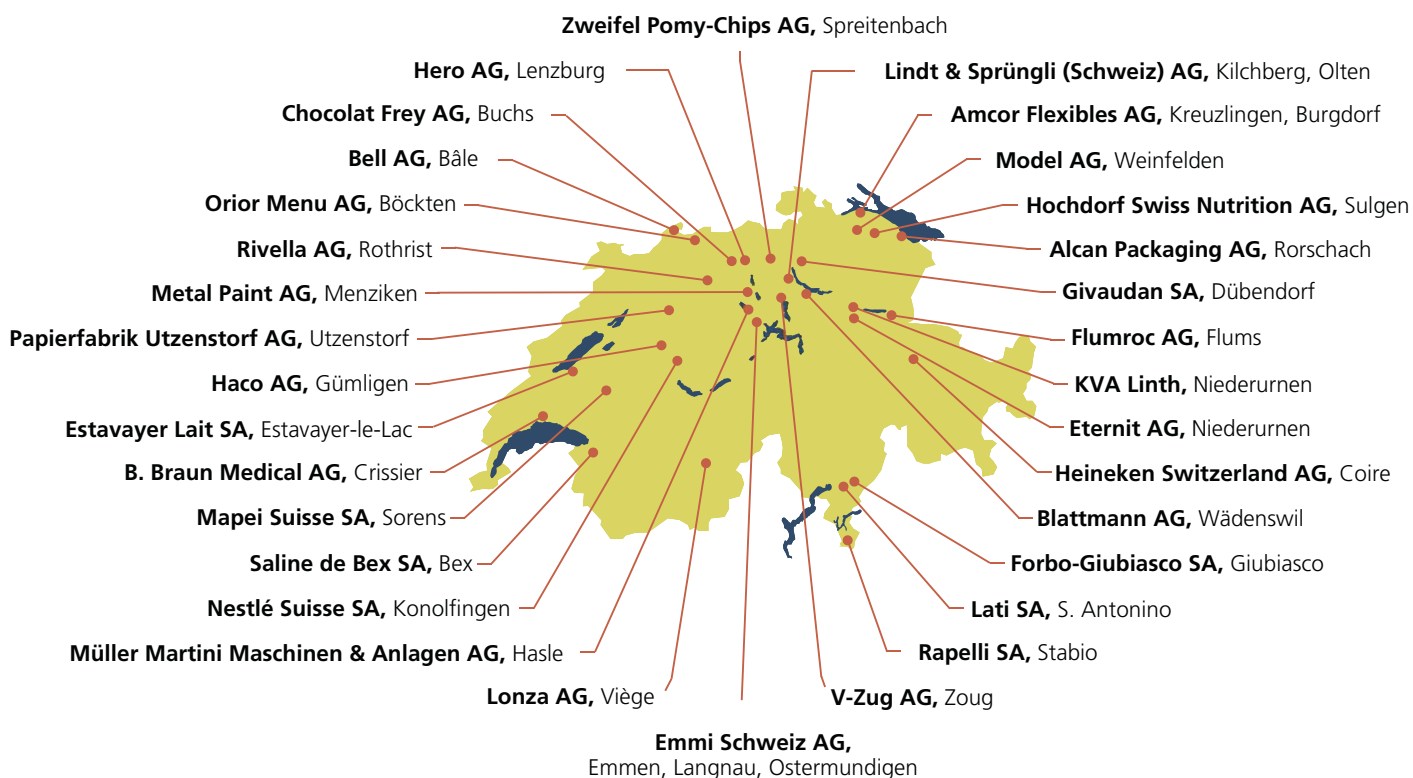 Zweifel Pomy-Chips AG, Spreitenbach
Hero AG, Lenzburg
Chocolat Frey AG, Buchs
Bell AG, Bâle
Orior Menu AG, Böckten
Rivella AG, Rothrist
Metal Paint AG, Menziken
Papierfabrik Utzenstorf AG, Utzenstorf
Haco AG, Gümligen
Estavayer Lait SA, Estavayer-le-Lac
B. Braun Medical AG, Crissier
Mapei Suisse SA, Sorens
Saline de Bex SA, Bex
Nestlé Suisse SA, Konolfingen
Müller Martini Maschinen & Anlagen AG, Hasle
Lonza AG, Viège
Emmi Schweiz AG,
Emmen, Langnau, Ostermundigen
Lindt & Sprüngli (Schweiz) AG, Kilchberg, Olten
Amcor Flexibles AG, Kreuzlingen, Burgdorf
Model AG, Weinfelden
Hochdorf Swiss Nutrition AG, Sulgen
Alcan Packaging AG, Rorschach
Givaudan SA, Dübendorf
Flumroc AG, Flums
KVA Linth, Niederurnen
Eternit AG, Niederurnen
Heineken Switzerland AG, Coire
Blattmann AG, Wädenswil
Forbo-Giubiasco SA, Giubiasco
Lati SA, S. Antonino
Rapelli SA, Stabio
V-Zug AG, Zoug